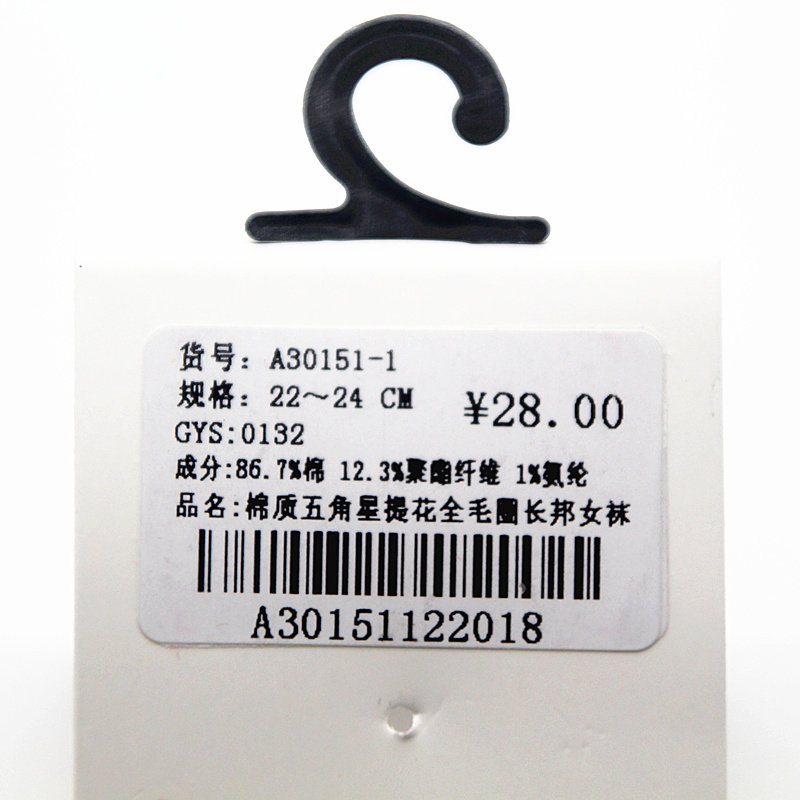 货号: A30151-1
规格: 22～24 CM
¥28.00
GYS:0132
成分:86.7%棉 12.3%聚酯纤维 1%氨纶
品名:棉质五角星提花全毛圈长邦女袜
A30151122018